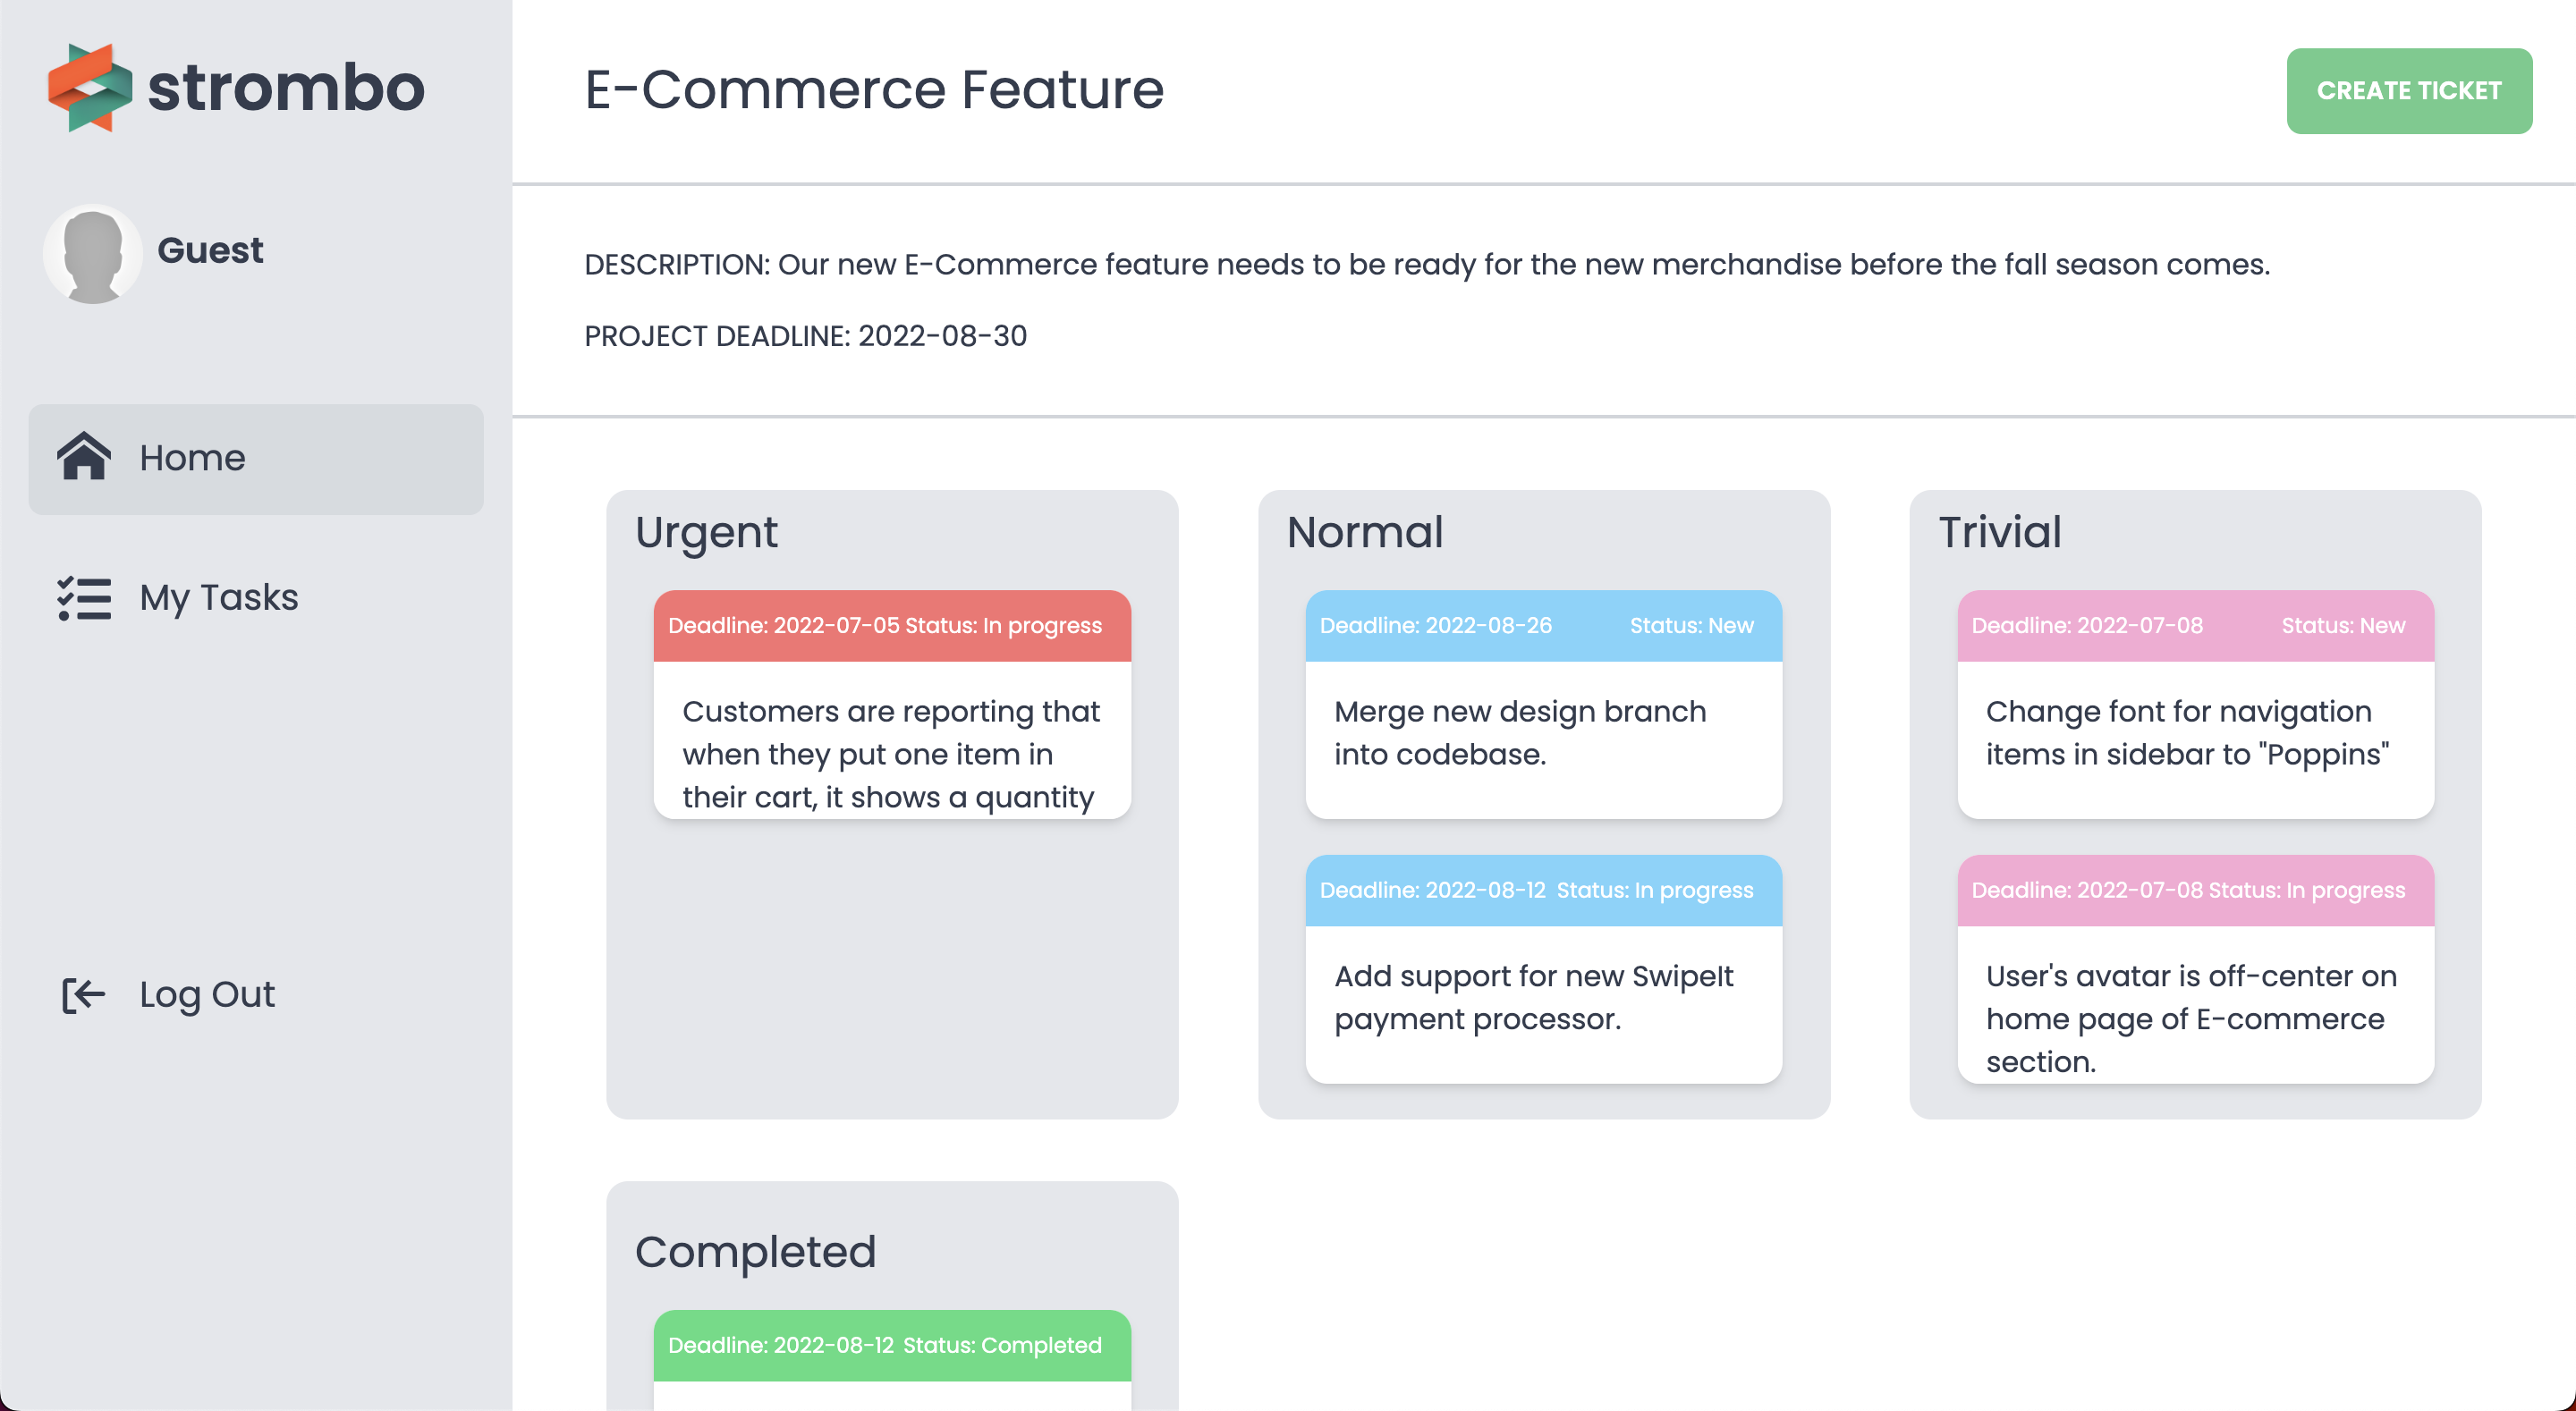 strombo
Guest
Home
My Tasks
Log Out
E-Commerce Feature
CREATE TICKET
DESCRIPTION: Our new E-Commerce feature needs to be ready for the new merchandise before the fall season comes.
PROJECT DEADLINE: 2022-08-30
Urgent
Deadline: 2022-07-05 Status: In progress
Customers are reporting that
when they put one item in
their cart, it shows a quantity
Normal
Deadline: 2022-08-26 Status: New
Merge new design branch
into codebase.
Deadline: 2022-08-12 Status: In progress
Add support for new SwipeIt
payment processor.
Trivial
Deadline: 2022-07-08 Status: New
Change font for navigation
items in sidebar to "Poppins"
Deadline: 2022-07-08 Status: In progress
User's avatar is off-center on
home page of E-commerce
section.
Completed
Deadline: 2022-08-12 Status: Completed